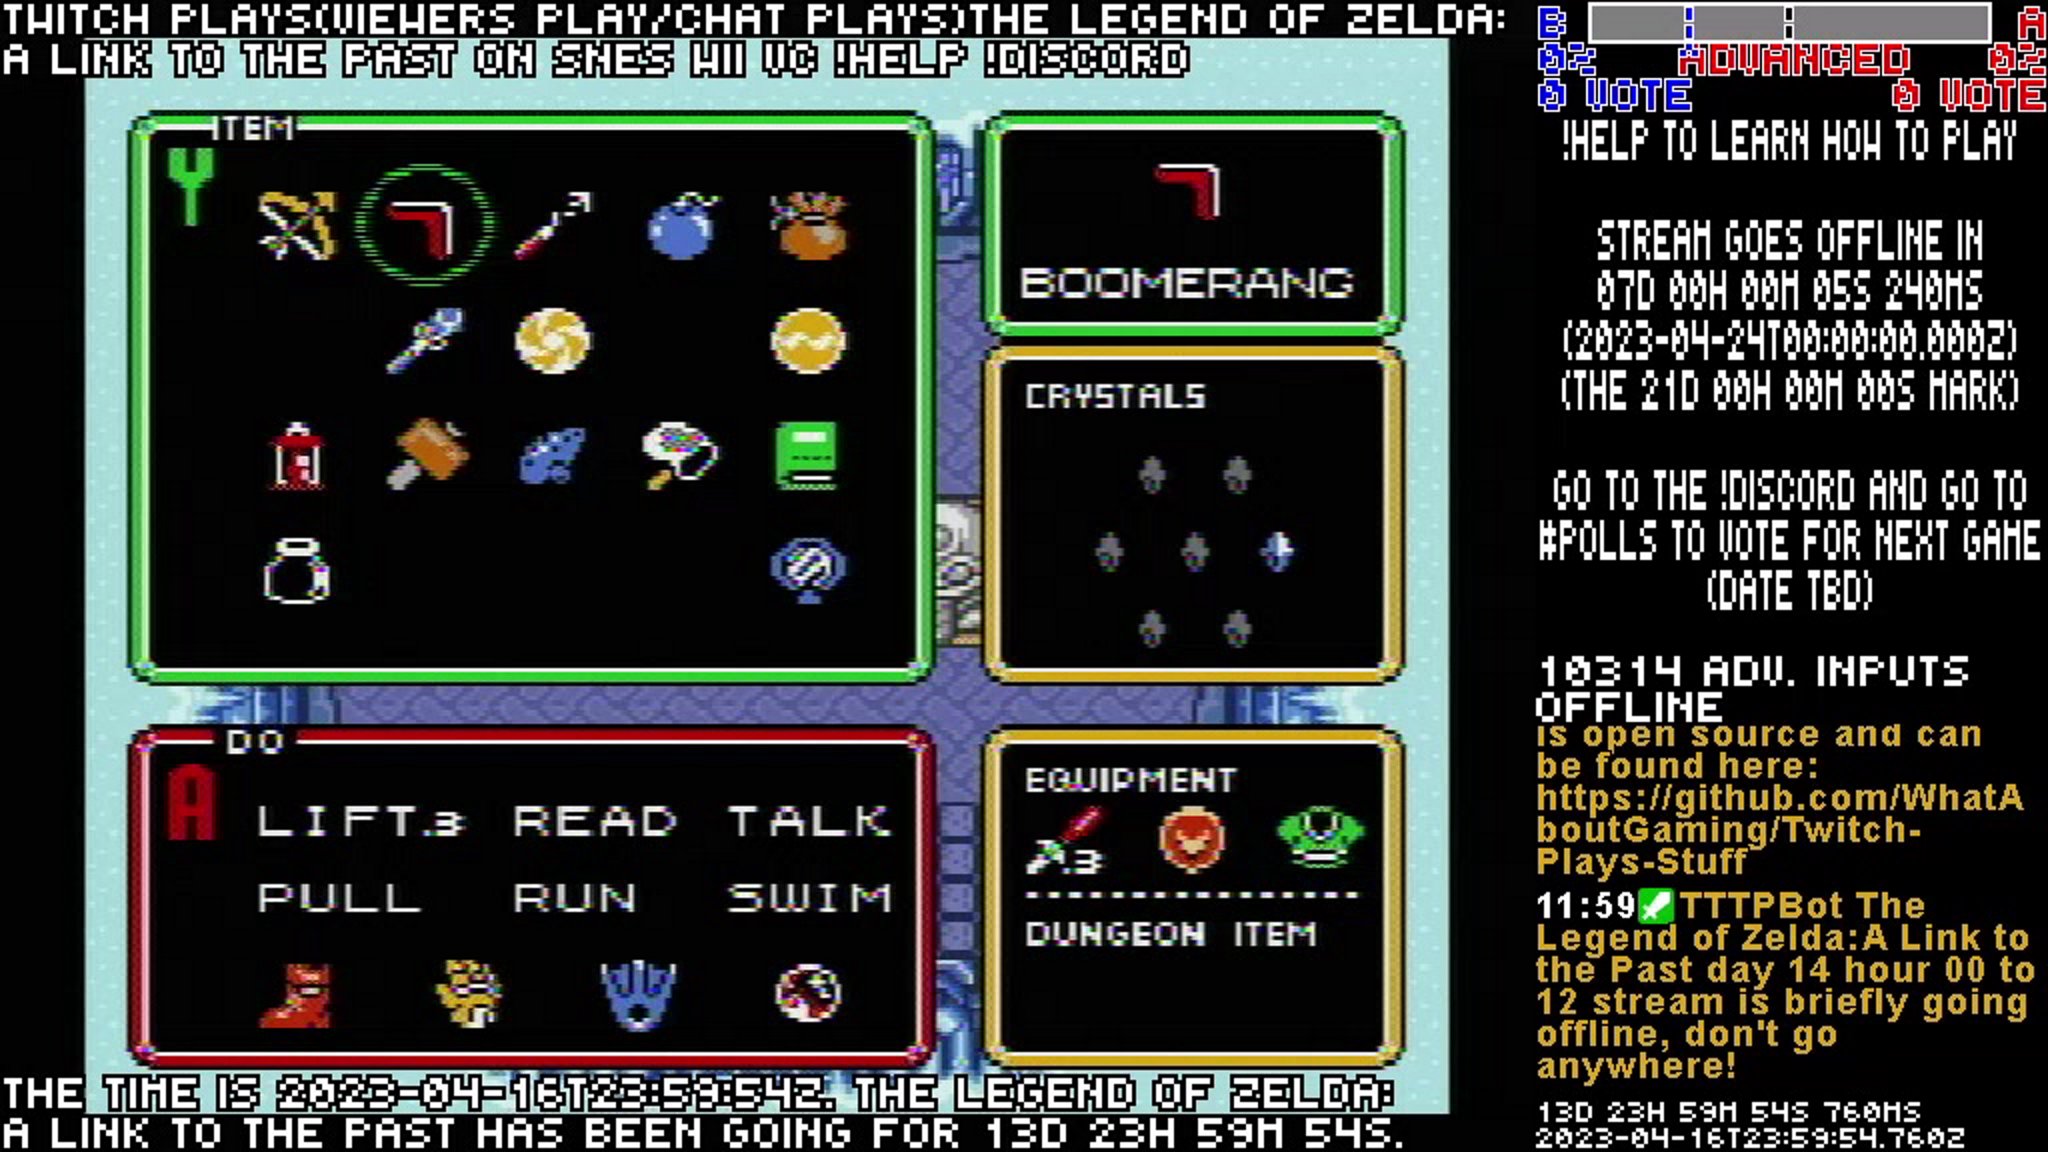 TWITCH PLAYS(VIEWERS PLAY/CHAT PLAYS)THE LEGEND OF ZELDA:
A LINK TO THE PAST ON SNES WII VC !HELP !DISCORD
B A
0% ADVANCED 0%
0 VOTE 0 VOTE
!HELP TO LEARN HOW TO PLAY
STREAM GOES OFFLINE IN
07D 00H 00M 05S 240MS
(2023-04-24T00:00:00.000Z)
(THE 21D 00H 00M 00S MARK)
GO TO THE !DISCORD AND GO TO
#POLLS TO VOTE FOR NEXT GAME
(DATE TBD)
10314 ADV. INPUTS
OFFLINE
is open source and can
be found here:
https://github.com/WhatA
boutGaming/Twitch-
Plays-Stuff
11:59 TTTPBot The
Legend of Zelda:A Link to
the Past day 14 hour 00 to
12 stream is briefly going
offline, don't go
anywhere!
13D 23H 59M 54S 760MS
2023-04-16T23:59:54.760Z
ITEM
Y
BOOMERANG
CRYSTALS
DO
A
LIFT.3 READ TALK
PULL RUN SWIM
EQUIPMENT
.3
DUNGEON ITEM
THE TIME IS 2023-04-16T23:59:54Z. THE LEGEND OF ZELDA:
A LINK TO THE PAST HAS BEEN GOING FOR 13D 23H 59M 54S.